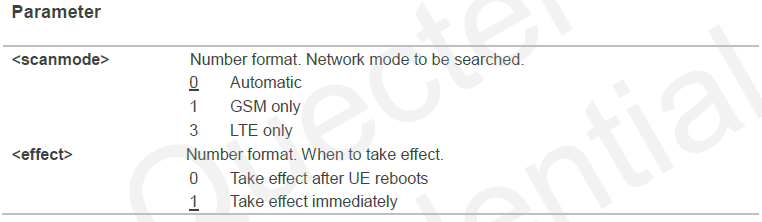 Parameter
<scanmode> Number format. Network mode to be searched.
0 Automatic
1 GSM only
3 LTE only
<effect> Number format. When to take effect.
0 Take effect after UE reboots
1 Take effect immediately
Quectel